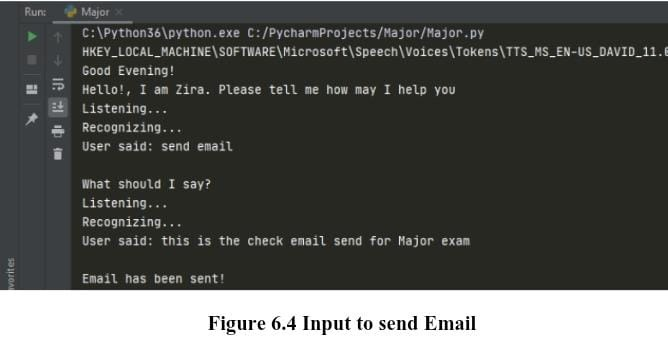 Run: Major
C:\Python36\python.exe C:/PycharmProjects/Major/Major.py
HKEY_LOCAL_MACHINE\SOFTWARE\Microsoft\Speech\Voices\Tokens\TTS_MS_EN-US_DAVID_11.0
Good Evening!
Hello!, I am Zira. Please tell me how may I help you
Listening...
Recognizing...
User said: send email
What should I say?
Listening...
Recognizing...
User said: this is the check email send for Major exam
Email has been sent!
vorites
Figure 6.4 Input to send Email